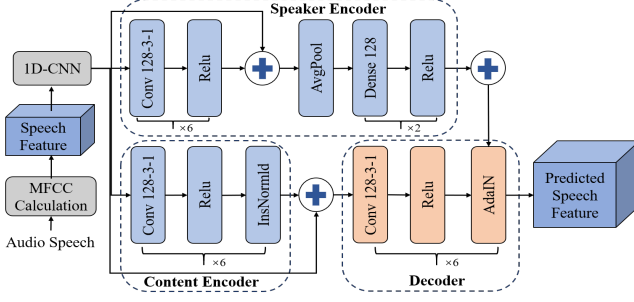 Speaker Encoder
1D-CNN
Conv 128-3-1
Relu
AvgPool
Dense 128
Relu
×6
×2
Speech
Feature
MFCC
Calculation
Audio Speech
Conv 128-3-1
Relu
InsNormld
×6
Content Encoder
Conv 128-3-1
Relu
AdaIN
×6
Decoder
Predicted
Speech
Feature